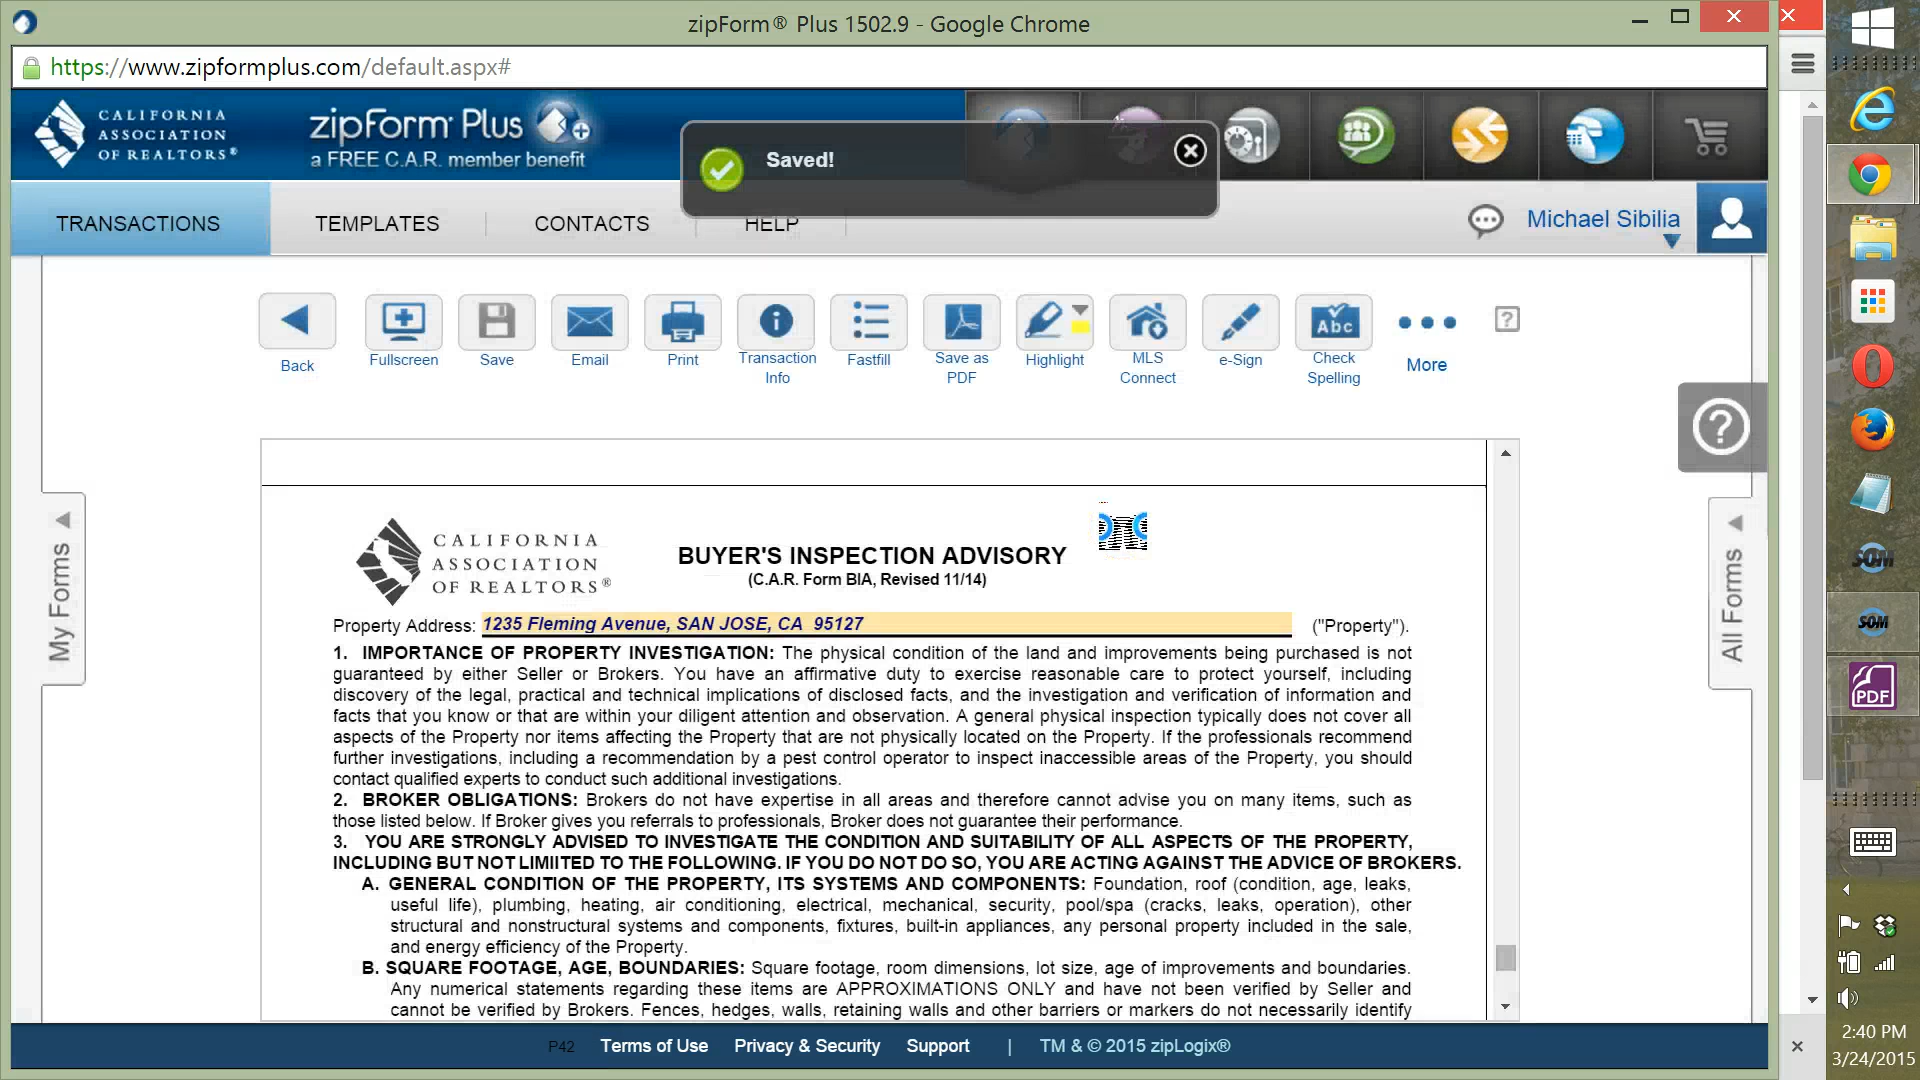 zipForm® Plus 1502.9 - Google Chrome
https://www.zipformplus.com/default.aspx#
CALIFORNIA
ASSOCIATION
OF REALTORS®
zipForm® Plus
a FREE C.A.R. member benefit
Saved!
TRANSACTIONS
TEMPLATES
CONTACTS
HELP
Michael Sibilia
Back
Fullscreen
Save
Email
Print
Transaction
Info
Fastfill
Save as
PDF
Highlight
MLS
Connect
e-Sign
Abc
Check
Spelling
More
?
?
My Forms
All Forms
CALIFORNIA
ASSOCIATION
OF REALTORS®
BUYER'S INSPECTION ADVISORY
(C.A.R. Form BIA, Revised 11/14)
Property Address: 1235 Fleming Avenue, SAN JOSE, CA 95127 ("Property").
1. IMPORTANCE OF PROPERTY INVESTIGATION: The physical condition of the land and improvements being purchased is not
guaranteed by either Seller or Brokers. You have an affirmative duty to exercise reasonable care to protect yourself, including
discovery of the legal, practical and technical implications of disclosed facts, and the investigation and verification of information and
facts that you know or that are within your diligent attention and observation. A general physical inspection typically does not cover all
aspects of the Property nor items affecting the Property that are not physically located on the Property. If the professionals recommend
further investigations, including a recommendation by a pest control operator to inspect inaccessible areas of the Property, you should
contact qualified experts to conduct such additional investigations.
2. BROKER OBLIGATIONS: Brokers do not have expertise in all areas and therefore cannot advise you on many items, such as
those listed below. If Broker gives you referrals to professionals, Broker does not guarantee their performance.
3. YOU ARE STRONGLY ADVISED TO INVESTIGATE THE CONDITION AND SUITABILITY OF ALL ASPECTS OF THE PROPERTY,
INCLUDING BUT NOT LIMIITED TO THE FOLLOWING. IF YOU DO NOT DO SO, YOU ARE ACTING AGAINST THE ADVICE OF BROKERS.
A. GENERAL CONDITION OF THE PROPERTY, ITS SYSTEMS AND COMPONENTS: Foundation, roof (condition, age, leaks,
useful life), plumbing, heating, air conditioning, electrical, mechanical, security, pool/spa (cracks, leaks, operation), other
structural and nonstructural systems and components, fixtures, built-in appliances, any personal property included in the sale,
and energy efficiency of the Property.
B. SQUARE FOOTAGE, AGE, BOUNDARIES: Square footage, room dimensions, lot size, age of improvements and boundaries.
Any numerical statements regarding these items are APPROXIMATIONS ONLY and have not been verified by Seller and
cannot be verified by Brokers. Fences, hedges, walls, retaining walls and other barriers or markers do not necessarily identify
P42
Terms of Use
Privacy & Security
Support
|
TM & © 2015 zipLogix®
SOM
SOM
PDF
2:40 PM
3/24/2015